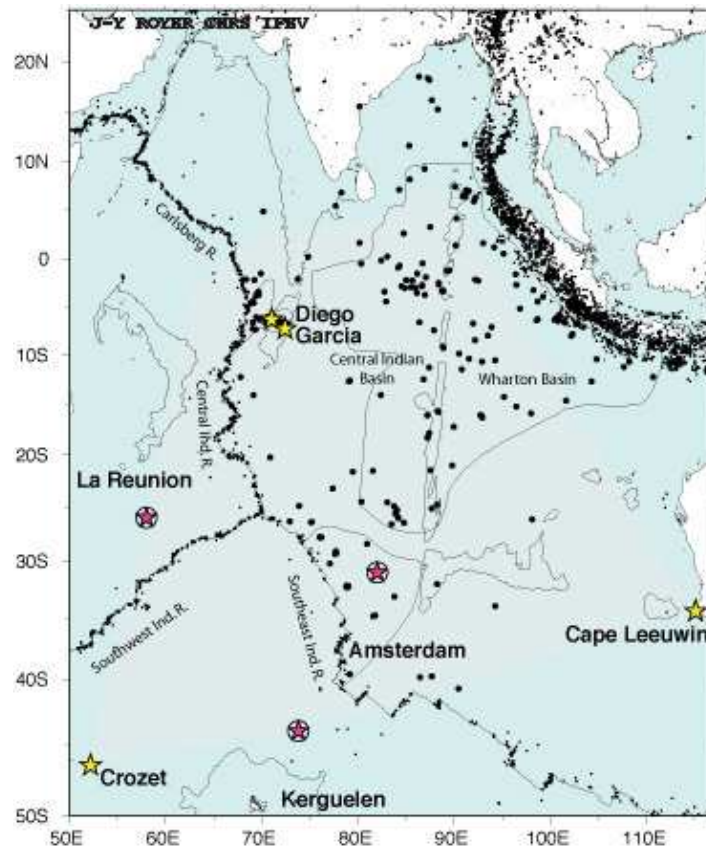 J-Y ROYER CNRS IPEV
20N
10N
0
10S
20S
30S
40S
50S
Carlsberg R.
Diego
Garcia
Central Indian
Basin
Wharton Basin
Central Ind. R.
La Reunion
Southwest Ind. R.
Southeast Ind. R.
Amsterdam
Cape Leeuwin
Crozet
Kerguelen
50E 60E 70E 80E 90E 100E 110E